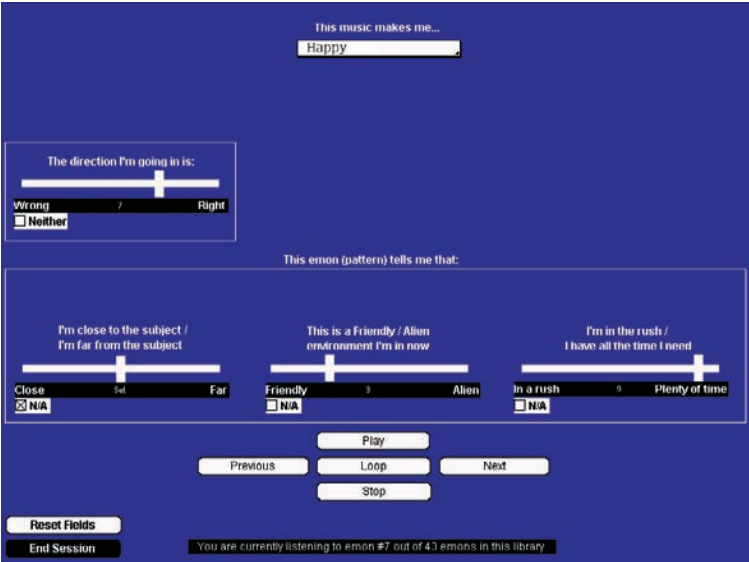 This music makes me...
Happy
The direction I'm going in is:
Wrong 7 Right
Neither
This emon (pattern) tells me that:
I'm close to the subject /
I'm far from the subject
Close Far
N/A
This is a Friendly / Alien
environment I'm in now
Friendly Alien
N/A
I'm in the rush /
I have all the time I need
In a rush Plenty of time
N/A
Play
Previous Loop Next
Stop
Reset Fields
End Session
You are currently listening to emon #7 out of 43 emons in this library